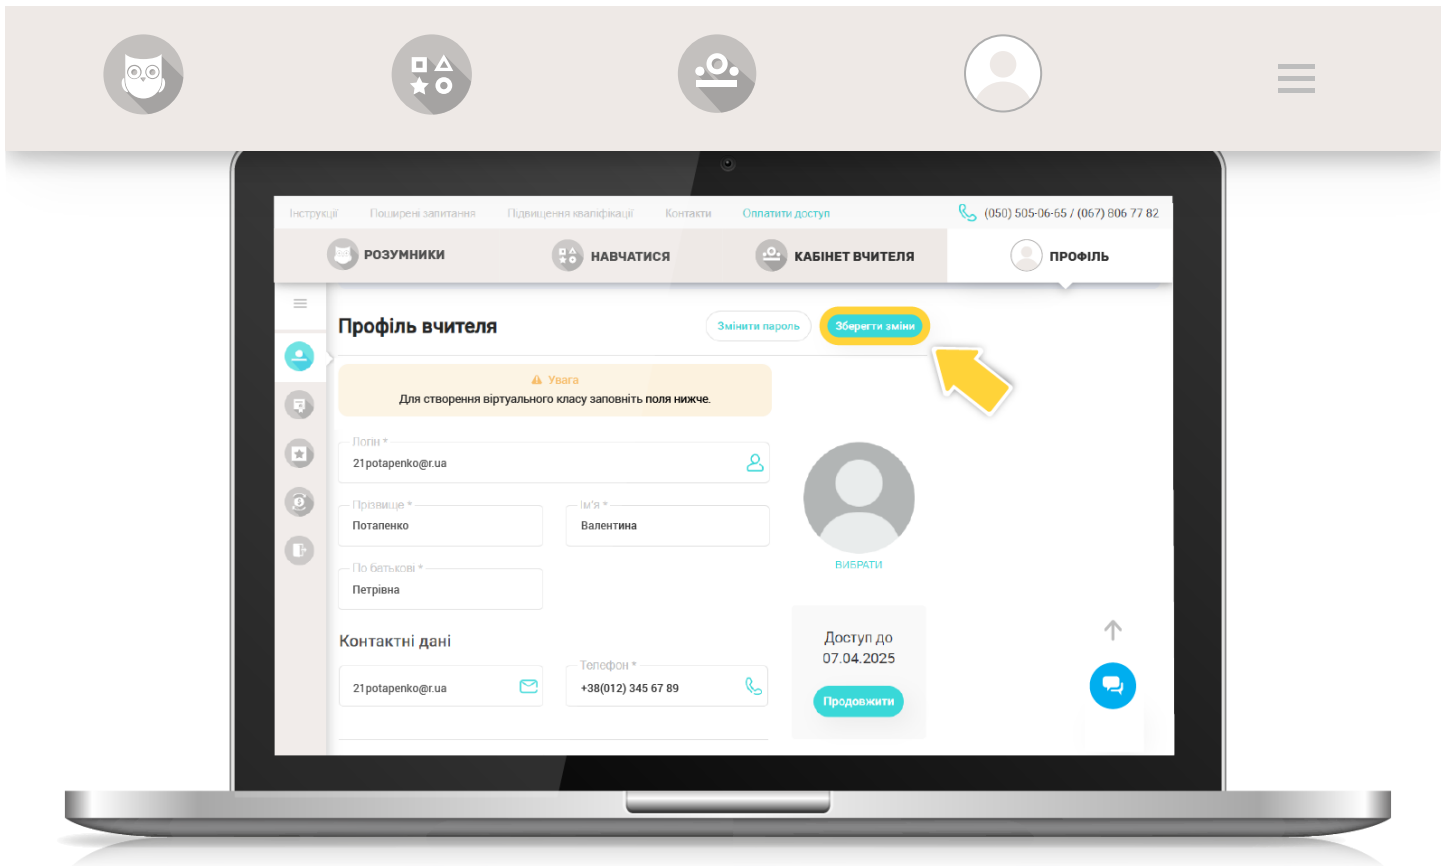 Інструкції Поширені запитання Підвищення кваліфікації Контакти Оплатити доступ (050) 505-06-65 / (067) 806 77 82
РОЗУМНИКИ НАВЧАТИСЯ КАБІНЕТ ВЧИТЕЛЯ ПРОФІЛЬ
Профіль вчителя Змінити пароль Зберегти зміни
Увага
Для створення віртуального класу заповніть поля нижче.
Логін *
21potapenko@r.ua
Прізвище * Ім'я *
Потапенко Валентина
ВИБРАТИ
По батькові *
Петрівна
Контактні дані
Доступ до
07.04.2025
Телефон *
21potapenko@r.ua +38(012) 345 67 89
Продовжити